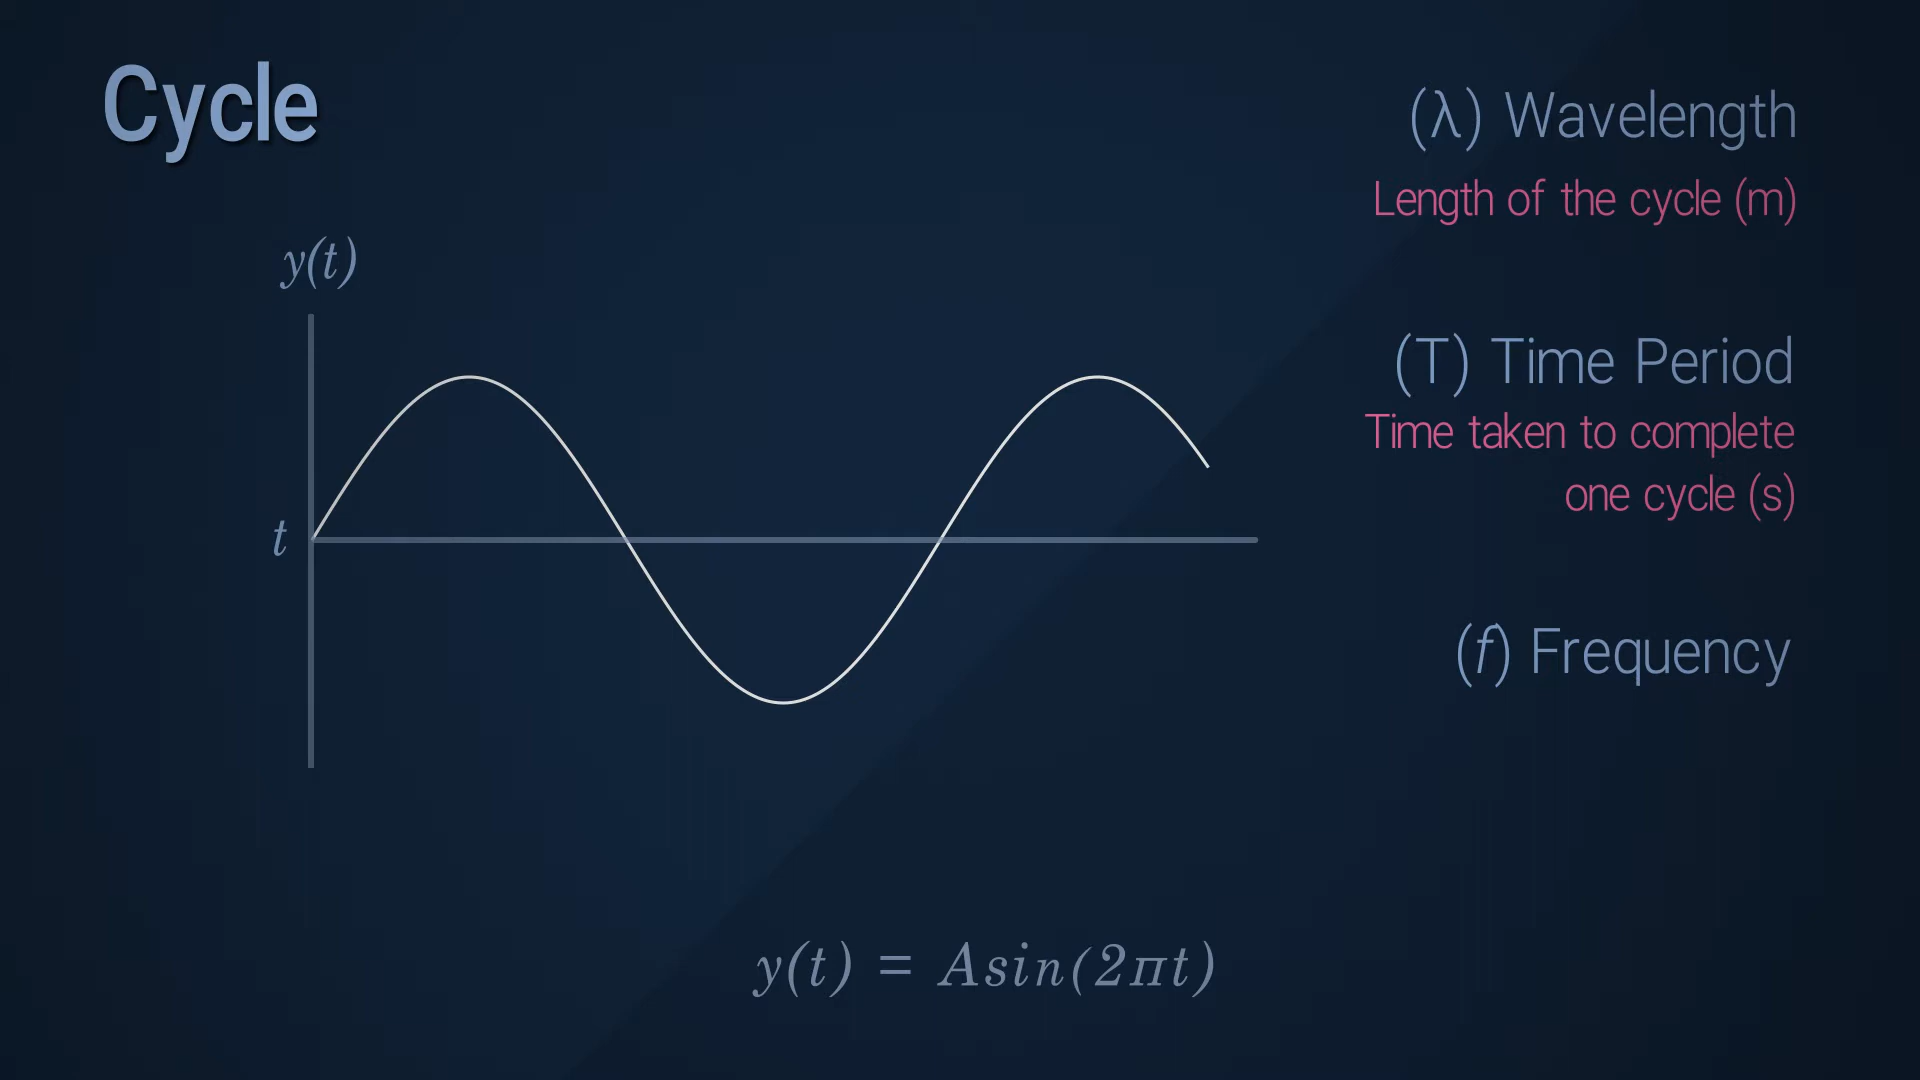 Cycle
(λ) Wavelength
Length of the cycle (m)
y(t)
(T) Time Period
Time taken to complete
one cycle (s)
t
(f) Frequency
y(t) = Asin(2πt)